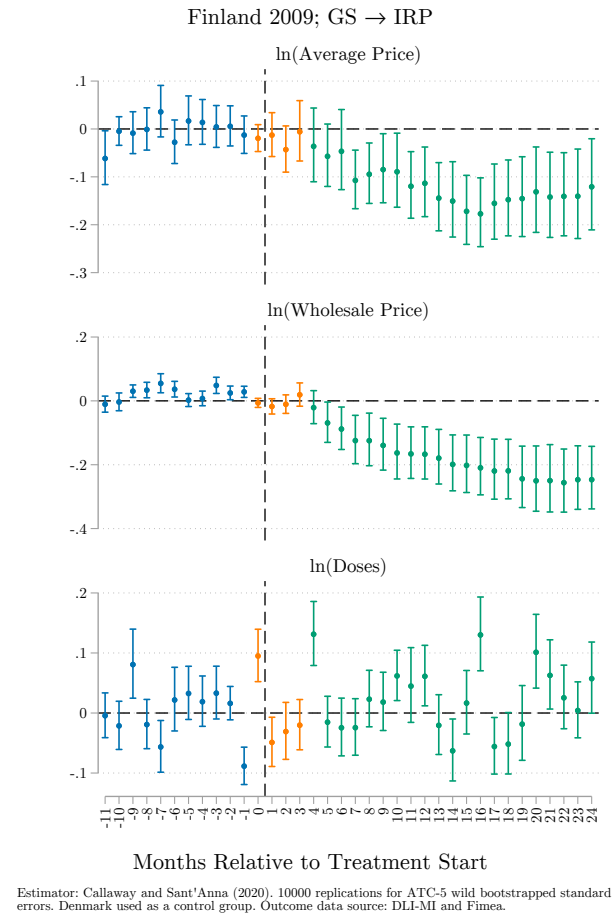 Finland 2009; GS → IRP
ln(Average Price)
.1
0
-.1
-.2
-.3
ln(Wholesale Price)
.2
0
-.2
-.4
ln(Doses)
.2
.1
0
-.1
-11 -10 -9 -8 -7 -6 -5 -4 -3 -2 -1 0 1 2 3 4 5 6 7 8 9 10 11 12 13 14 15 16 17 18 19 20 21 22 23 24
Months Relative to Treatment Start
Estimator: Callaway and Sant'Anna (2020). 10000 replications for ATC-5 wild bootstrapped standard
errors. Denmark used as a control group. Outcome data source: DLI-MI and Fimea.